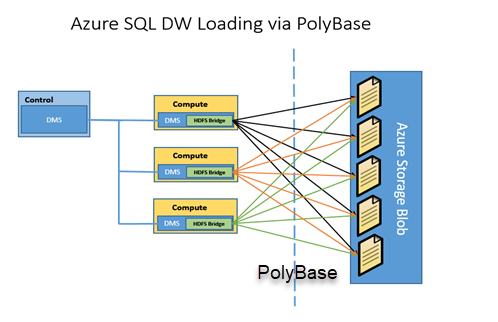 Azure SQL DW Loading via PolyBase
Control
DMS
Compute
DMS
HDFS Bridge
Compute
DMS
HDFS Bridge
Compute
DMS
HDFS Bridge
Azure Storage Blob
PolyBase